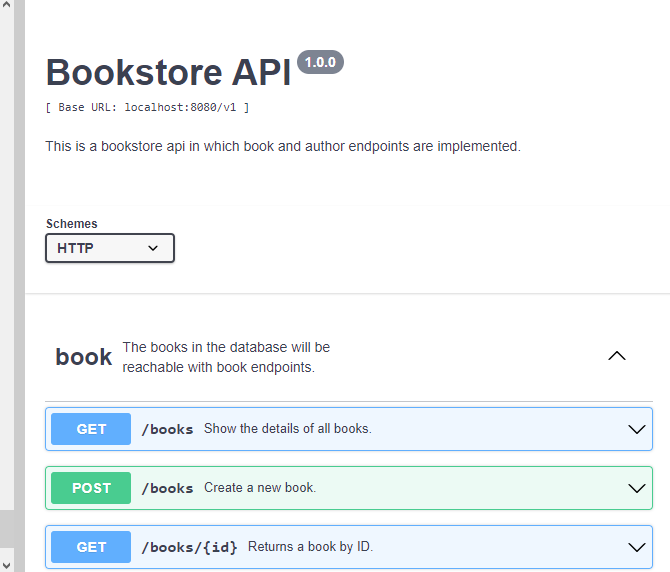 Bookstore API 1.0.0
[ Base URL: localhost:8080/v1 ]
This is a bookstore api in which book and author endpoints are implemented.
Schemes
HTTP
book The books in the database will be
reachable with book endpoints.
GET /books Show the details of all books.
POST /books Create a new book.
GET /books/{id} Returns a book by ID.